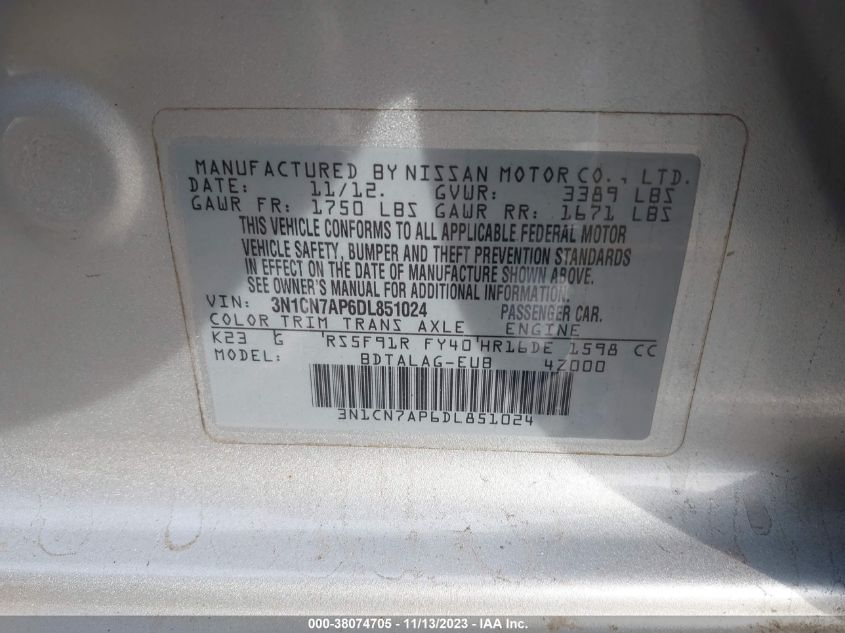 MANUFACTURED BY NISSAN MOTOR CO., LTD.
DATE: 11/12. GVWR: 3389 LBS
GAWR FR: 1750 LBS GAWR RR: 1671 LBS
THIS VEHICLE CONFORMS TO ALL APPLICABLE FEDERAL MOTOR
VEHICLE SAFETY, BUMPER AND THEFT PREVENTION STANDARDS
IN EFFECT ON THE DATE OF MANUFACTURE SHOWN ABOVE.
SEE OWNER'S MANUAL FOR ADDITIONAL INFORMATION.
VIN: 3N1CN7AP6DL851024 PASSENGER CAR.
COLOR TRIM TRANS AXLE ENGINE
K23 G 'RS5F91R FY40'HR16DE 1598 CC
MODEL: BDTALAG-EUB 4Z000
3N1CN7AP6DL851024
000-38074705 - 11/13/2023 - IAA Inc.